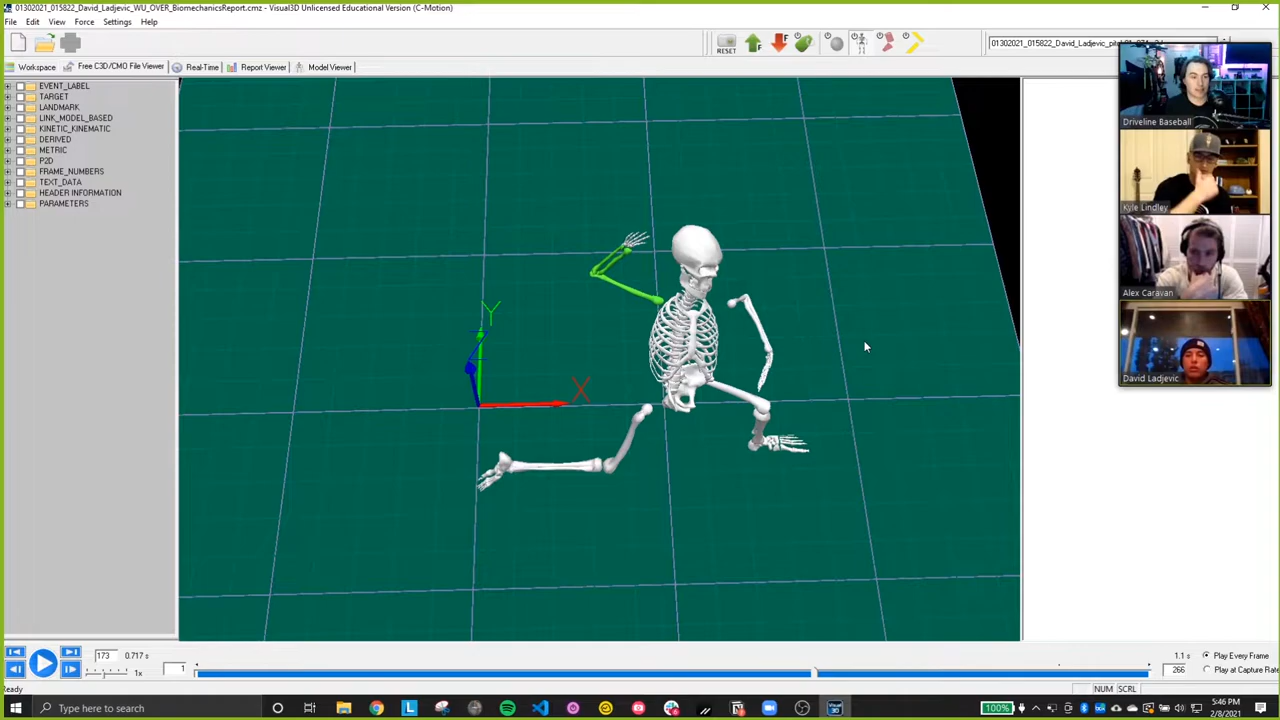 01302021_015822_David_Ladjevic_WU_OVER_BiomechanicsReport.cmz - Visual3D Unlicensed Educational Version (C-Motion)
File Edit View Force Settings Help
RESET F F
Workspace Free C3D/CMO File Viewer Real-Time Report Viewer Model Viewer
EVENT_LABEL
TARGET
LANDMARK
LINK_MODEL_BASED
KINETIC_KINEMATIC
DERIVED
METRIC
P2D
FRAME_NUMBERS
TEXT_DATA
HEADER INFORMATION
PARAMETERS
Y
X
Driveline Baseball
Kyle Lindley
Alex Caravan
David Ladjevic
173 0.717 s
1x
1
1.1 s
266
Play Every Frame
Play at Capture Rate
Ready
NUM SCRL
Type here to search
100%
5:46 PM
2/8/2021